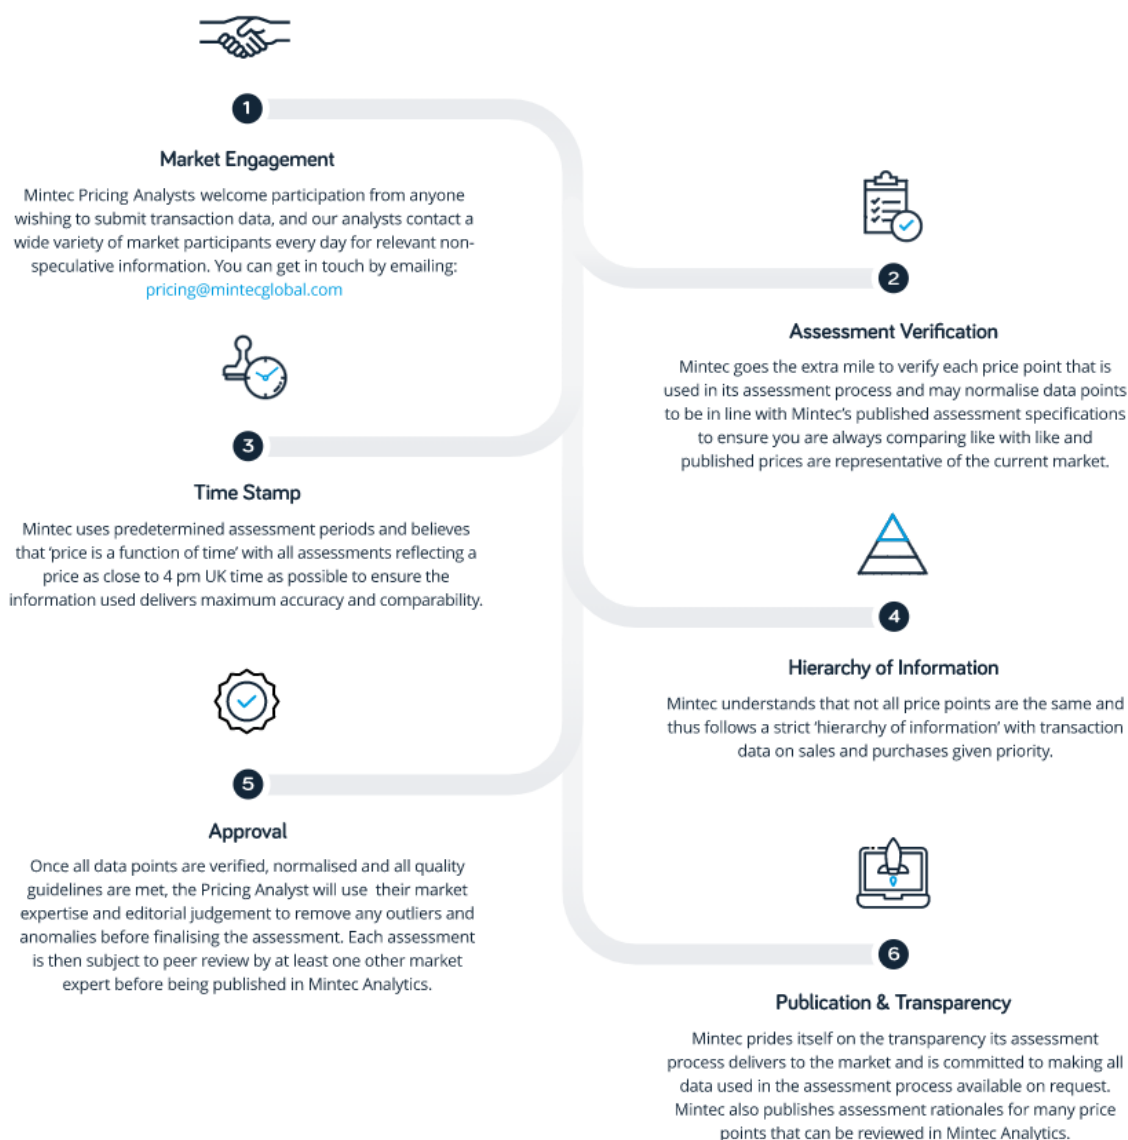 1
Market Engagement
Mintec Pricing Analysts welcome participation from anyone
wishing to submit transaction data, and our analysts contact a
wide variety of market participants every day for relevant non-
speculative information. You can get in touch by emailing:
pricing@mintecglobal.com
2
Assessment Verification
Mintec goes the extra mile to verify each price point that is
used in its assessment process and may normalise data points
to be in line with Mintec's published assessment specifications
to ensure you are always comparing like with like and
published prices are representative of the current market.
3
Time Stamp
Mintec uses predetermined assessment periods and believes
that 'price is a function of time' with all assessments reflecting a
price as close to 4 pm UK time as possible to ensure the
information used delivers maximum accuracy and comparability.
4
Hierarchy of Information
Mintec understands that not all price points are the same and
thus follows a strict 'hierarchy of information' with transaction
data on sales and purchases given priority.
5
Approval
Once all data points are verified, normalised and all quality
guidelines are met, the Pricing Analyst will use their market
expertise and editorial judgement to remove any outliers and
anomalies before finalising the assessment. Each assessment
is then subject to peer review by at least one other market
expert before being published in Mintec Analytics.
6
Publication & Transparency
Mintec prides itself on the transparency its assessment
process delivers to the market and is committed to making all
data used in the assessment process available on request.
Mintec also publishes assessment rationales for many price
points that can be reviewed in Mintec Analytics.